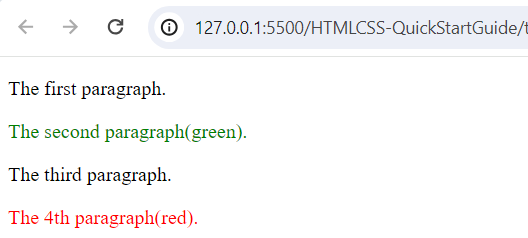 127.0.0.1:5500/HTMLCSS-QuickStartGuide/
The first paragraph.
The second paragraph(green).
The third paragraph.
The 4th paragraph(red).